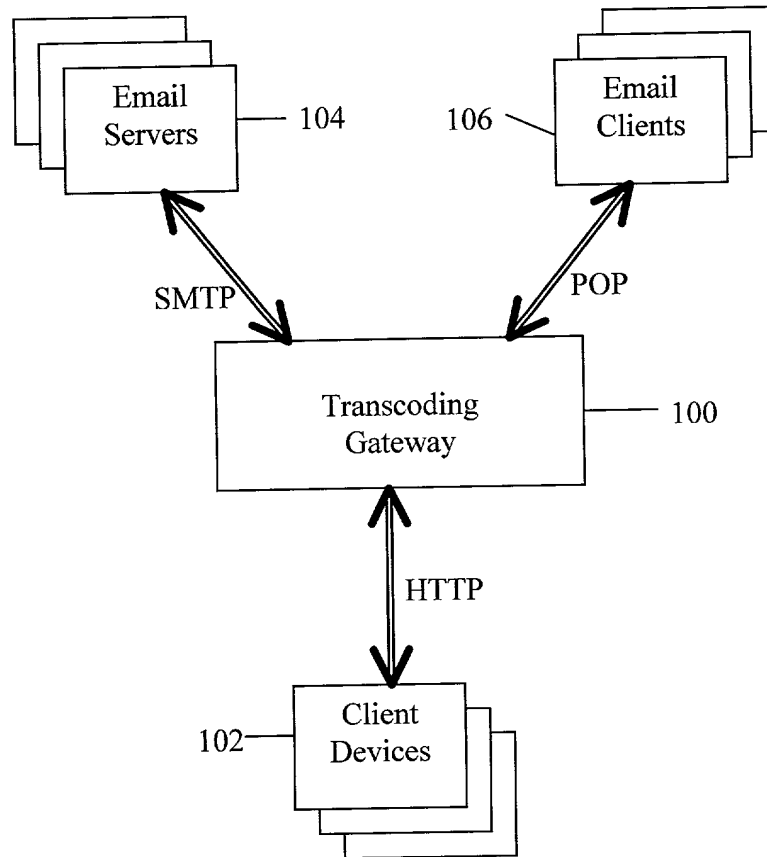 Email
Servers
104
106
Email
Clients
SMTP
POP
Transcoding
Gateway
100
HTTP
102
Client
Devices